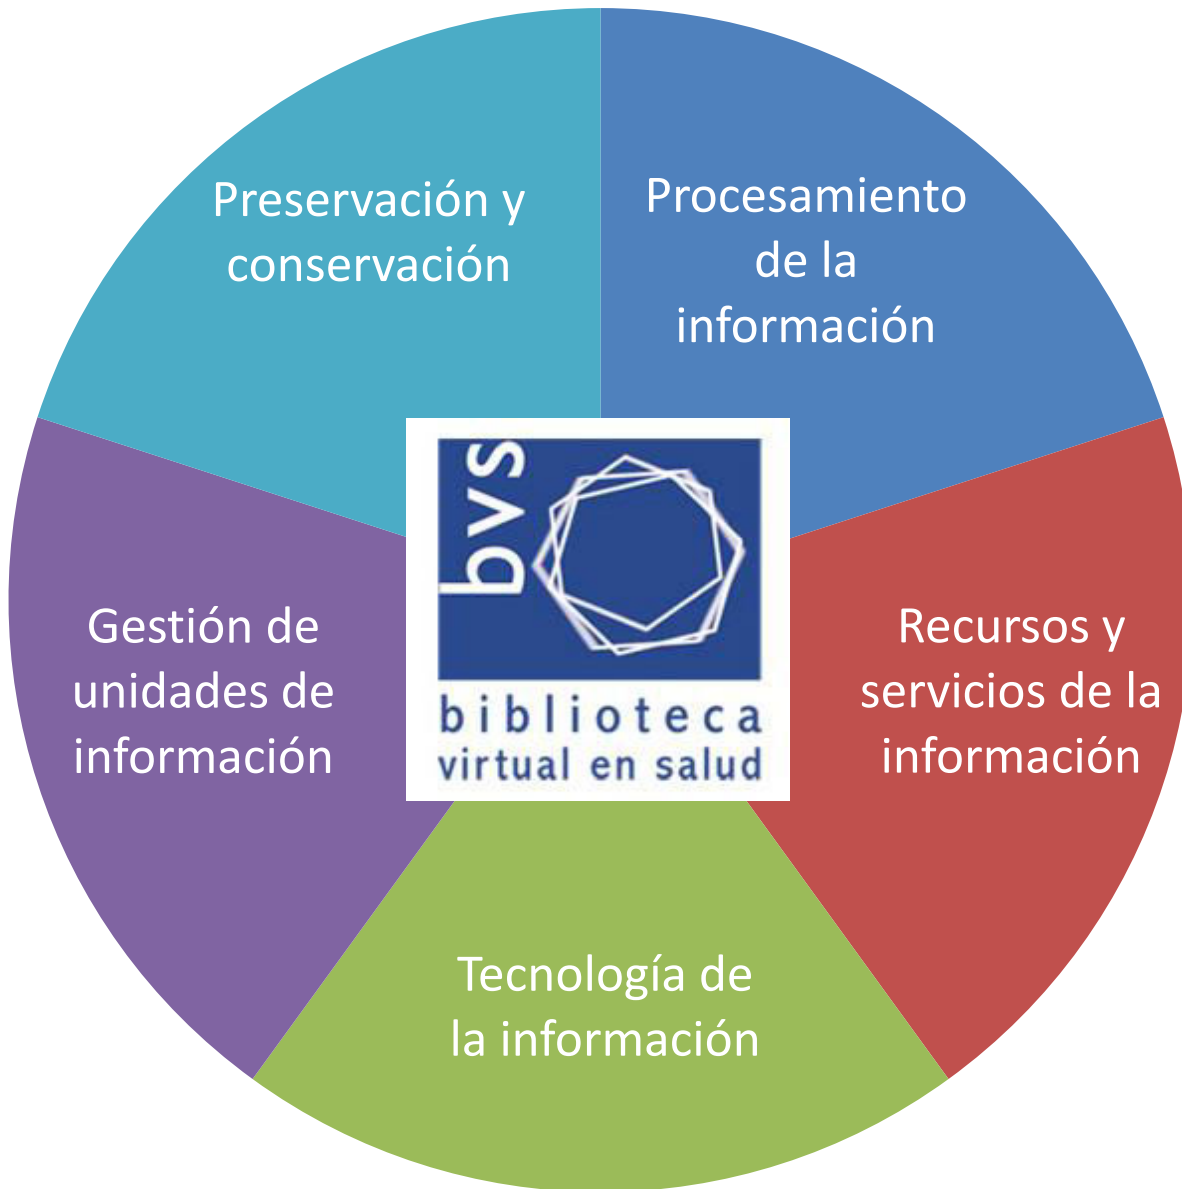 Preservación y
conservación
Procesamiento
de la
información
bvs
biblioteca
virtual en salud
Gestión de
unidades de
información
Recursos y
servicios de la
información
Tecnología de
la información